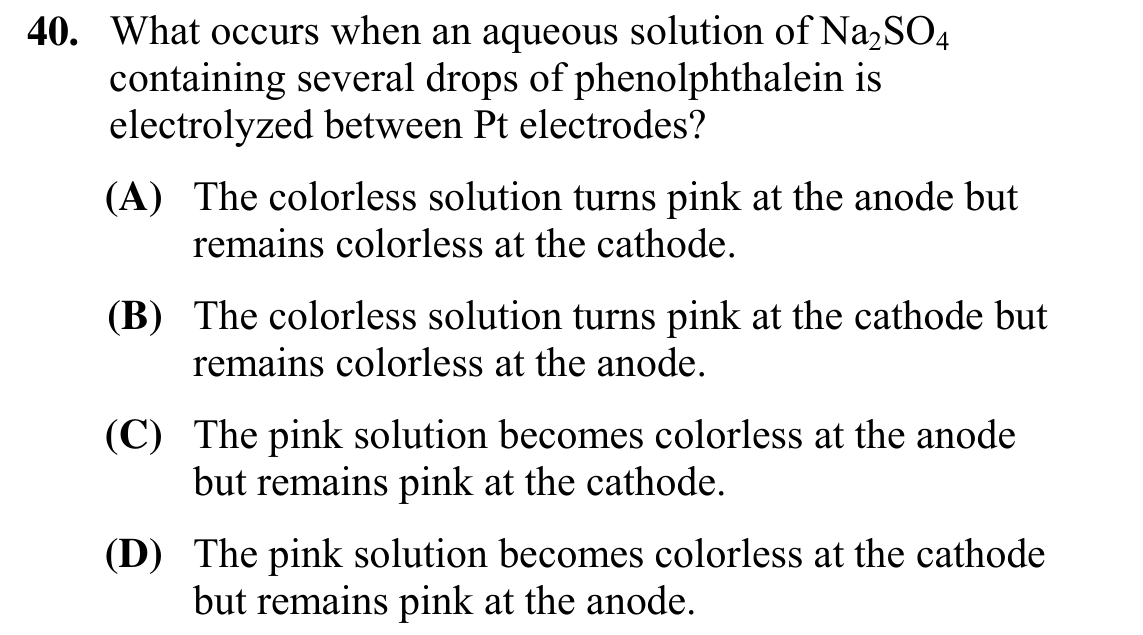 40. What occurs when an aqueous solution of Na₂SO₄
containing several drops of phenolphthalein is
electrolyzed between Pt electrodes?
(A) The colorless solution turns pink at the anode but
remains colorless at the cathode.
(B) The colorless solution turns pink at the cathode but
remains colorless at the anode.
(C) The pink solution becomes colorless at the anode
but remains pink at the cathode.
(D) The pink solution becomes colorless at the cathode
but remains pink at the anode.